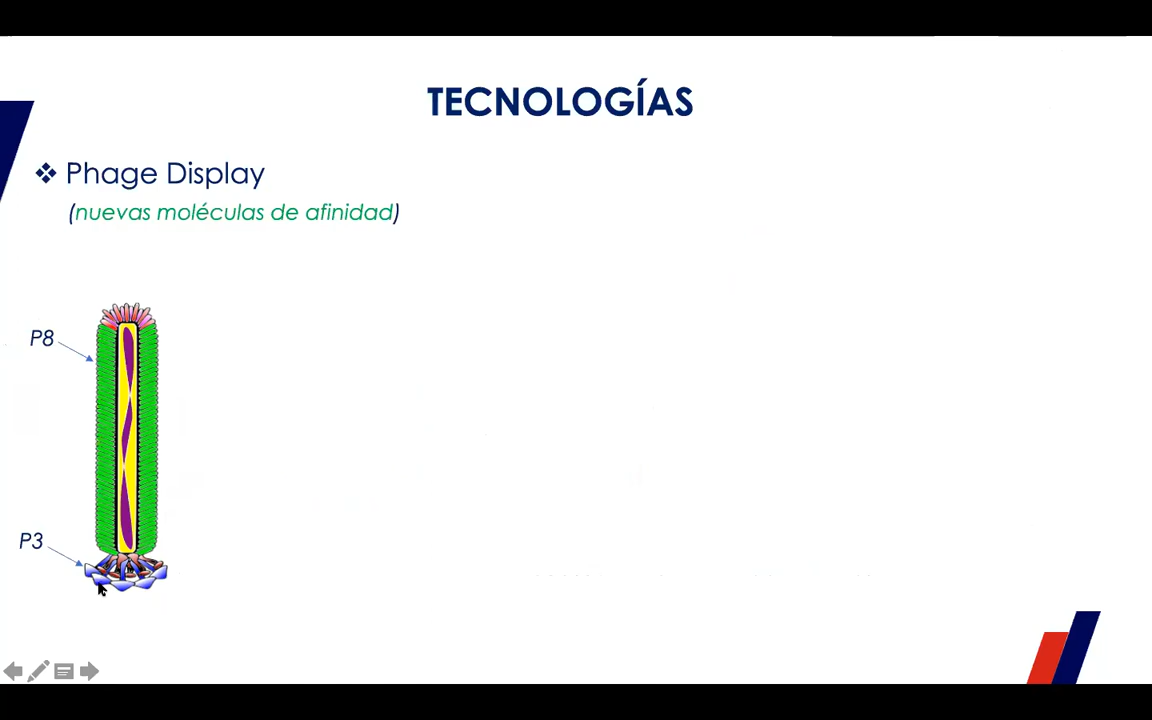 TECNOLOGÍAS
❖ Phage Display
(nuevas moléculas de afinidad)
P8
P3